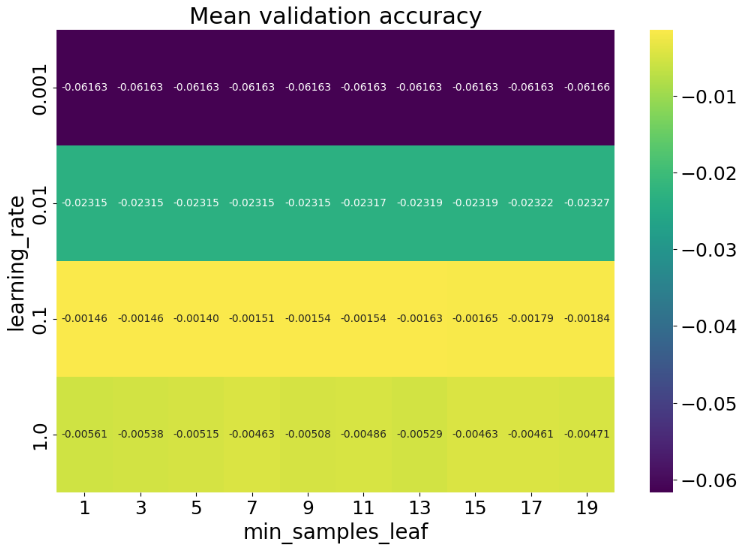 Mean validation accuracy
learning_rate
0.001
-0.06163 -0.06163 -0.06163 -0.06163 -0.06163 -0.06163 -0.06163 -0.06163 -0.06163 -0.06166
0.01
-0.02315 -0.02315 -0.02315 -0.02315 -0.02315 -0.02317 -0.02319 -0.02319 -0.02322 -0.02327
0.1
-0.00146 -0.00146 -0.00140 -0.00151 -0.00154 -0.00154 -0.00163 -0.00165 -0.00179 -0.00184
1.0
-0.00561 -0.00538 -0.00515 -0.00463 -0.00508 -0.00486 -0.00529 -0.00463 -0.00461 -0.00471
1 3 5 7 9 11 13 15 17 19
min_samples_leaf
−0.01
−0.02
−0.03
−0.04
−0.05
−0.06